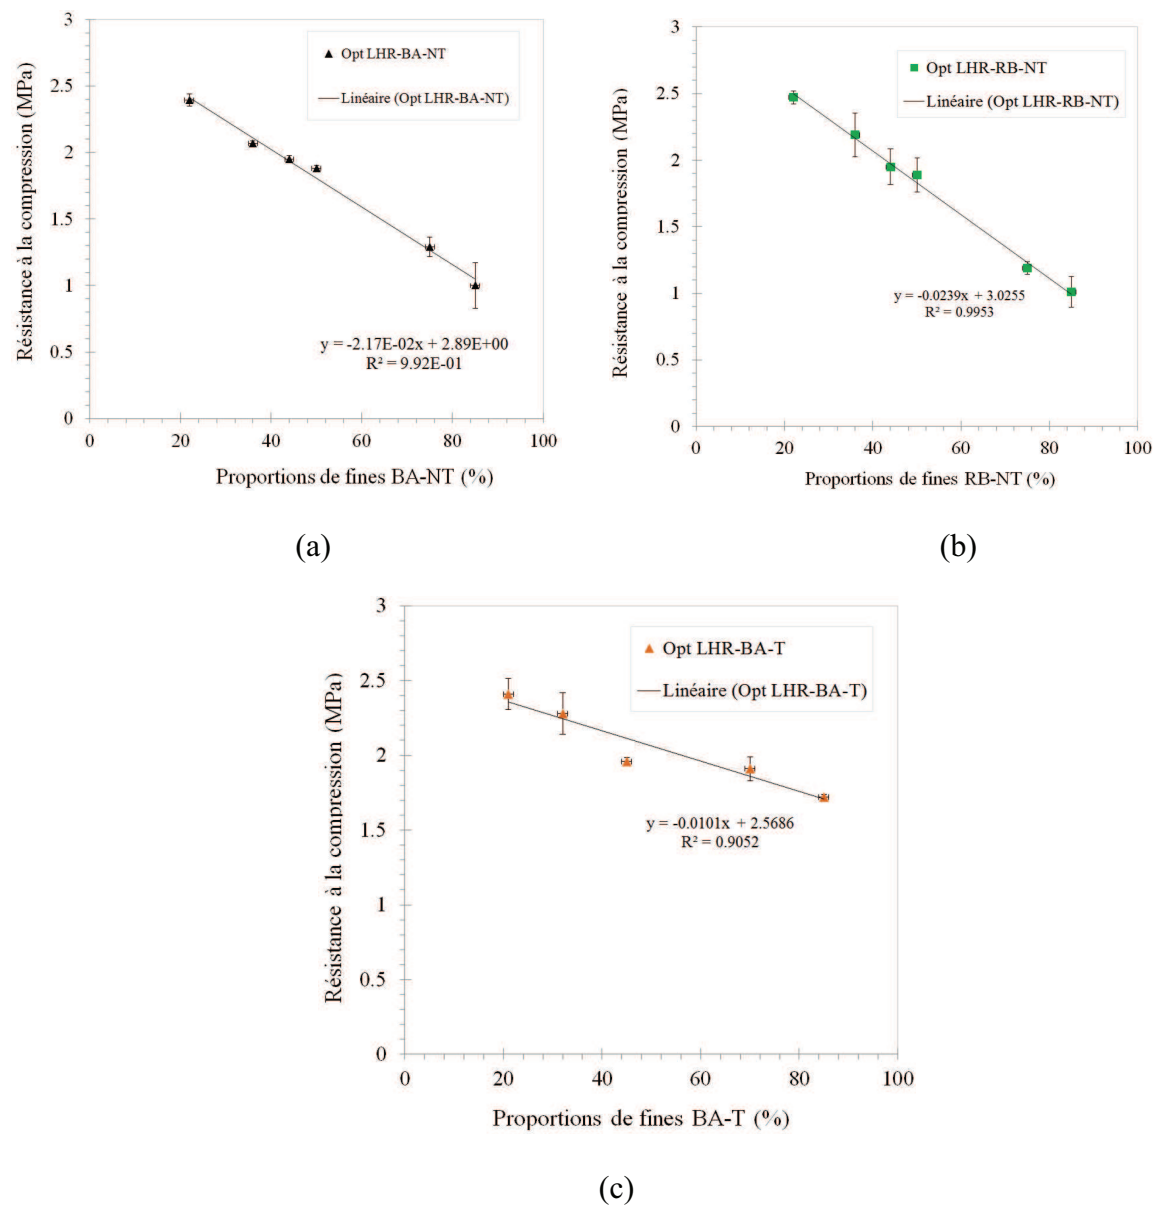 3
2.5
2
1.5
1
0.5
0
0 20 40 60 80 100
Résistance à la compression (MPa)
Opt LHR-BA-NT
Linéaire (Opt LHR-BA-NT)
y = -2.17E-02x + 2.89E+00
R² = 9.92E-01
Proportions de fines BA-NT (%)
(a)
3
2.5
2
1.5
1
0.5
0
0 20 40 60 80 100
Résistance à la compression (MPa)
Opt LHR-RB-NT
Linéaire (Opt LHR-RB-NT)
y = -0.0239x + 3.0255
R² = 0.9953
Proportions de fines RB-NT (%)
(b)
3
2.5
2
1.5
1
0.5
0
0 20 40 60 80 100
Résistance à la compression (MPa)
Opt LHR-BA-T
Linéaire (Opt LHR-BA-T)
y = -0.0101x + 2.5686
R² = 0.9052
Proportions de fines BA-T (%)
(c)